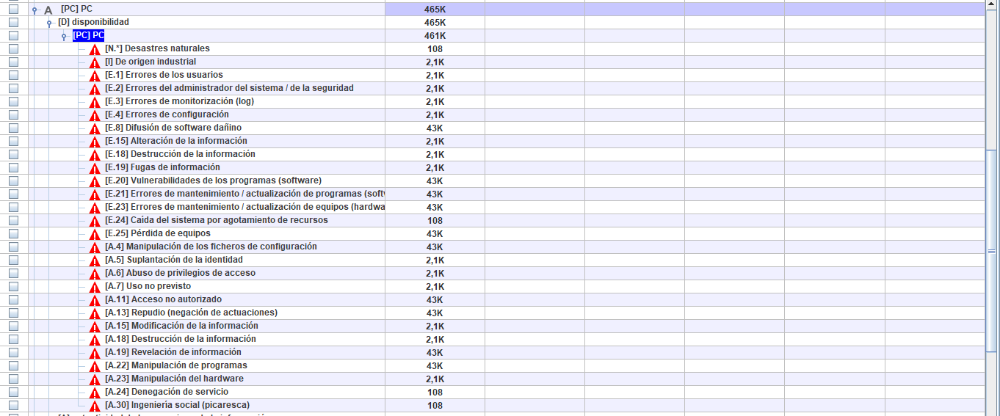 [PC] PC 465K
[D] disponibilidad 465K
[PC] PC 461K
[N.*] Desastres naturales 108
[I] De origen industrial 2,1K
[E.1] Errores de los usuarios 2,1K
[E.2] Errores del administrador del sistema / de la seguridad 2,1K
[E.3] Errores de monitorización (log) 2,1K
[E.4] Errores de configuración 2,1K
[E.8] Difusión de software dañino 43K
[E.15] Alteración de la información 2,1K
[E.18] Destrucción de la información 2,1K
[E.19] Fugas de información 2,1K
[E.20] Vulnerabilidades de los programas (software) 43K
[E.21] Errores de mantenimiento / actualización de programas (soft 43K
[E.23] Errores de mantenimiento / actualización de equipos (hardwa 43K
[E.24] Caída del sistema por agotamiento de recursos 108
[E.25] Pérdida de equipos 43K
[A.4] Manipulación de los ficheros de configuración 43K
[A.5] Suplantación de la identidad 2,1K
[A.6] Abuso de privilegios de acceso 2,1K
[A.7] Uso no previsto 2,1K
[A.11] Acceso no autorizado 43K
[A.13] Repudio (negación de actuaciones) 43K
[A.15] Modificación de la información 2,1K
[A.18] Destrucción de la información 2,1K
[A.19] Revelación de información 43K
[A.22] Manipulación de programas 43K
[A.23] Manipulación del hardware 2,1K
[A.24] Denegación de servicio 108
[A.30] Ingeniería social (picaresca) 108